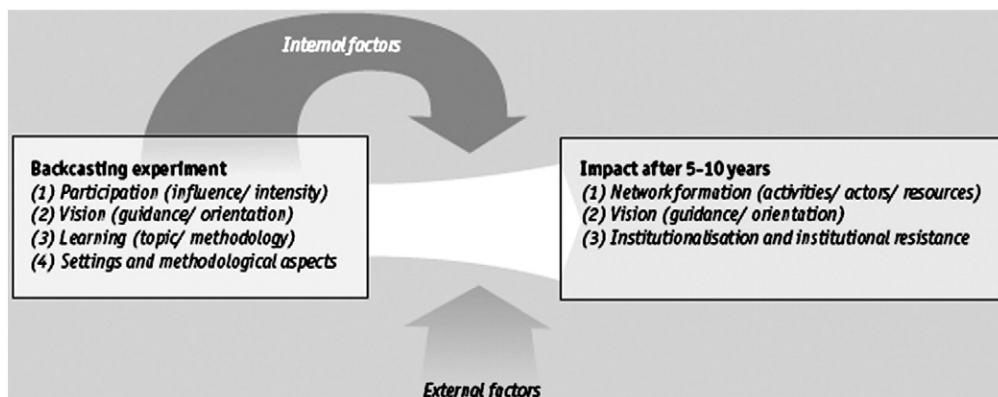 Internal factors
Backcasting experiment
(1) Participation (influence/ intensity)
(2) Vision (guidance/ orientation)
(3) Learning (topic/ methodology)
(4) Settings and methodological aspects
Impact after 5-10 years
(1) Network formation (activities/ actors/ resources)
(2) Vision (guidance/ orientation)
(3) Institutionalisation and institutional resistance
External factors